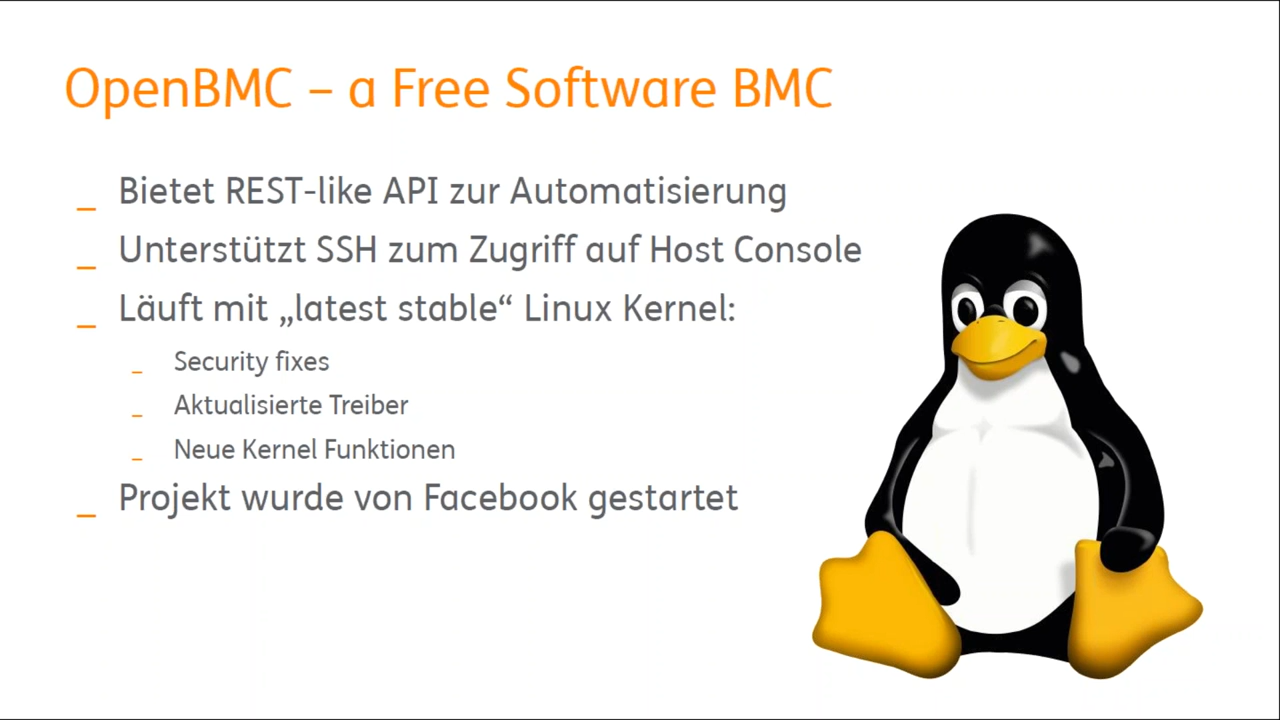 OpenBMC – a Free Software BMC
_ Bietet REST-like API zur Automatisierung
_ Unterstützt SSH zum Zugriff auf Host Console
_ Läuft mit „latest stable“ Linux Kernel:
_ Security fixes
_ Aktualisierte Treiber
_ Neue Kernel Funktionen
_ Projekt wurde von Facebook gestartet